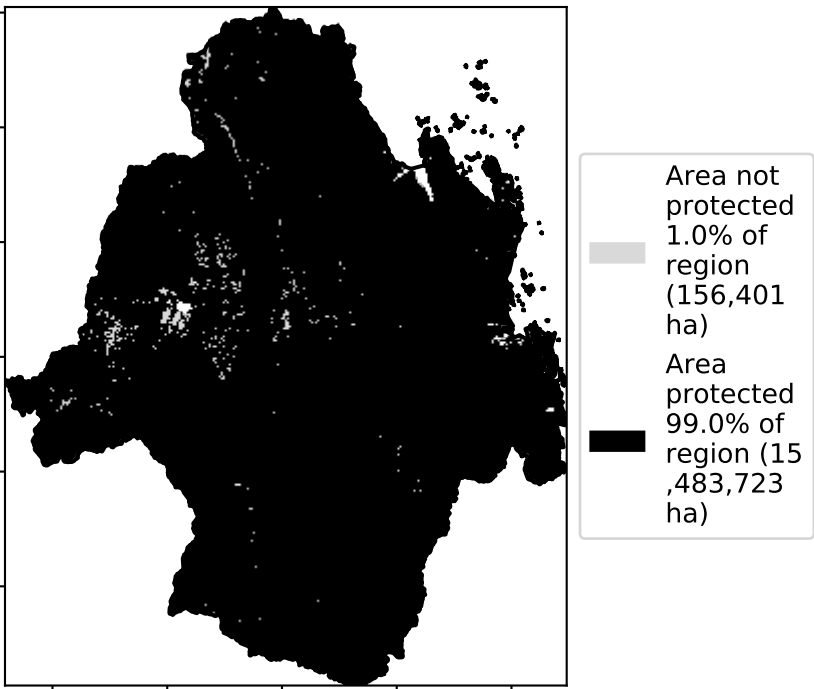 Area not
protected
1.0% of
region
(156,401
ha)
Area
protected
99.0% of
region (15
,483,723
ha)